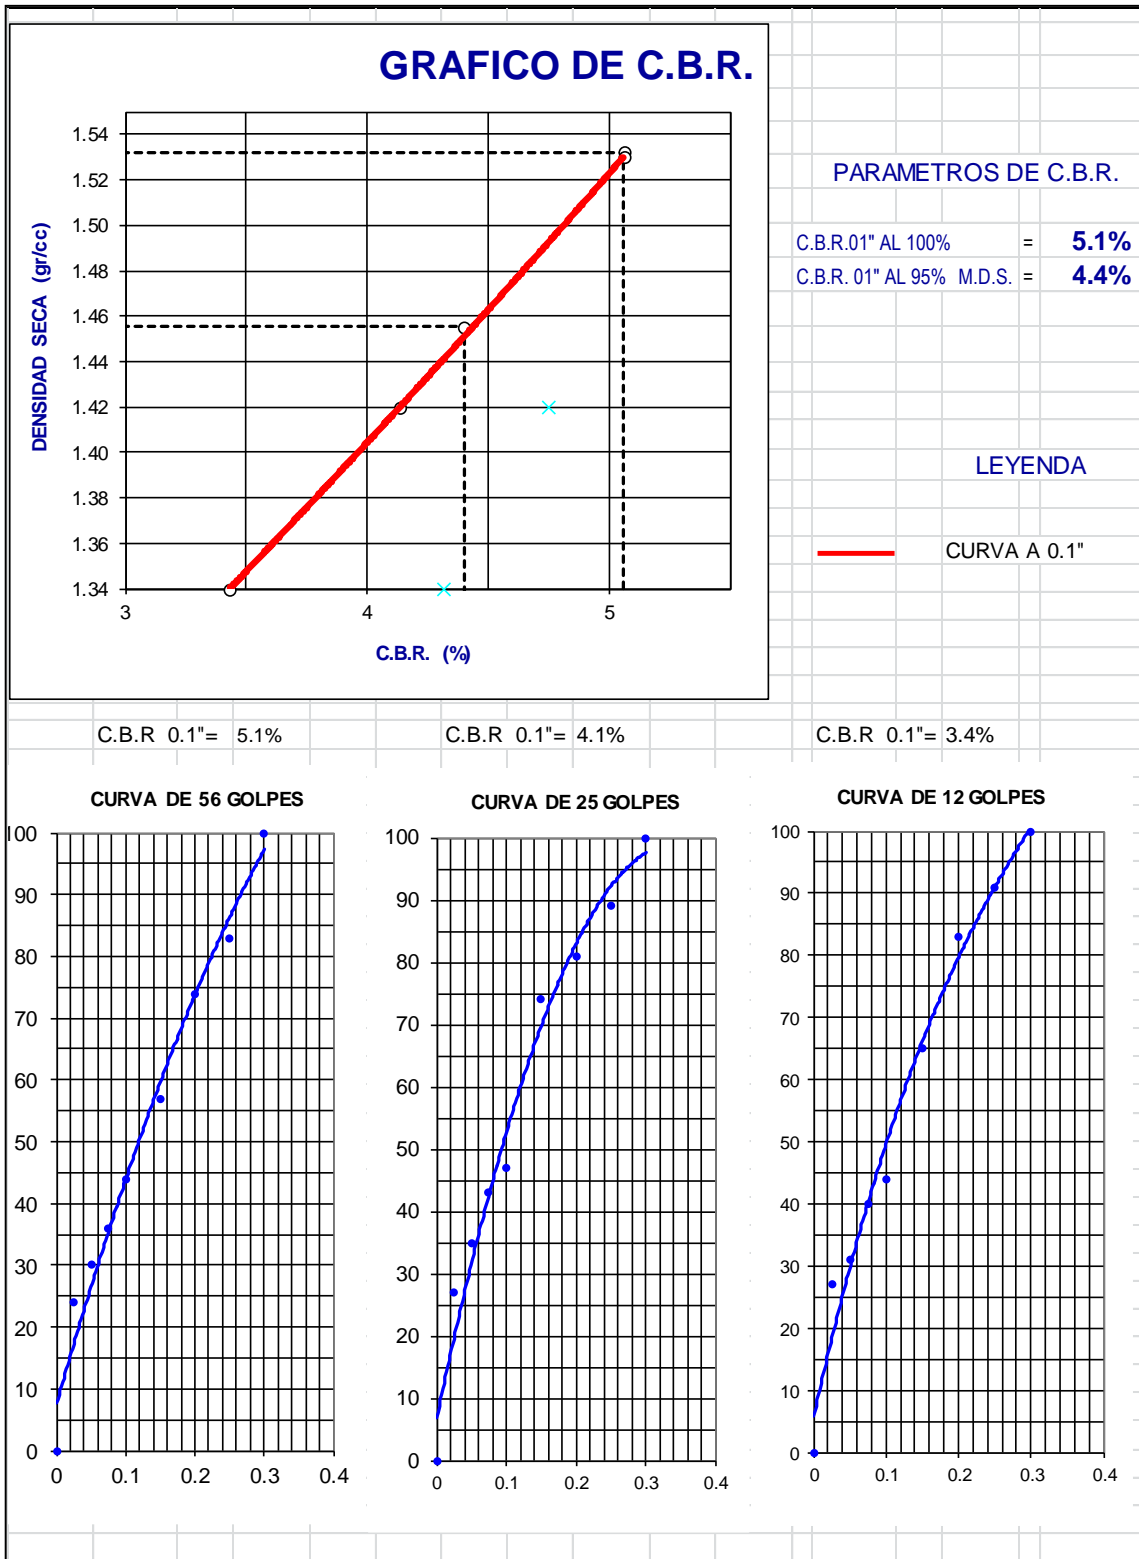 GRAFICO DE C.B.R.
1.54
1.52
1.50
1.48
1.46
1.44
1.42
1.40
1.38
1.36
1.34
DENSIDAD SECA (gr/cc)
3 4 5
C.B.R. (%)
PARAMETROS DE C.B.R.
C.B.R.01" AL 100% = 5.1%
C.B.R. 01" AL 95% M.D.S. = 4.4%
LEYENDA
CURVA A 0.1"
C.B.R 0.1"= 5.1%
C.B.R 0.1"= 4.1%
C.B.R 0.1"= 3.4%
CURVA DE 56 GOLPES
100
90
80
70
60
50
40
30
20
10
0
0 0.1 0.2 0.3 0.4
CURVA DE 25 GOLPES
100
90
80
70
60
50
40
30
20
10
0
0 0.1 0.2 0.3 0.4
CURVA DE 12 GOLPES
100
90
80
70
60
50
40
30
20
10
0
0 0.1 0.2 0.3 0.4